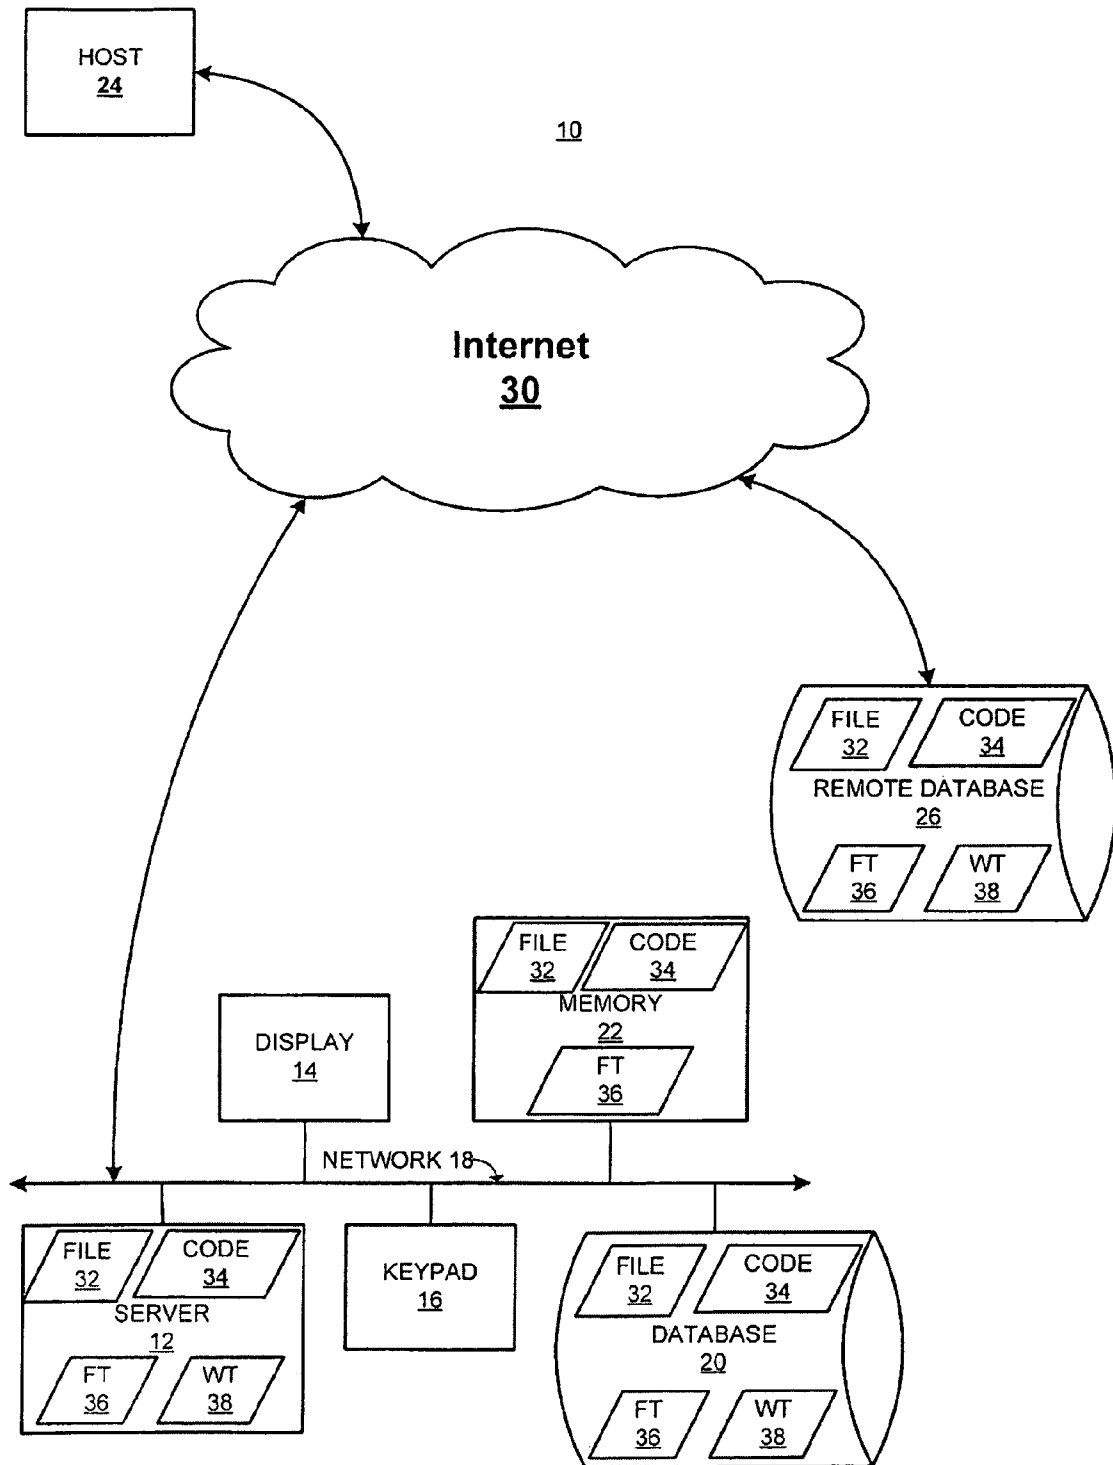 HOST
24
10
Internet
30
FILE
32
CODE
34
REMOTE DATABASE
26
FT
36
WT
38
FILE
32
CODE
34
MEMORY
22
FT
36
DISPLAY
14
NETWORK 18
FILE
32
CODE
34
SERVER
12
FT
36
WT
38
KEYPAD
16
FILE
32
CODE
34
DATABASE
20
FT
36
WT
38